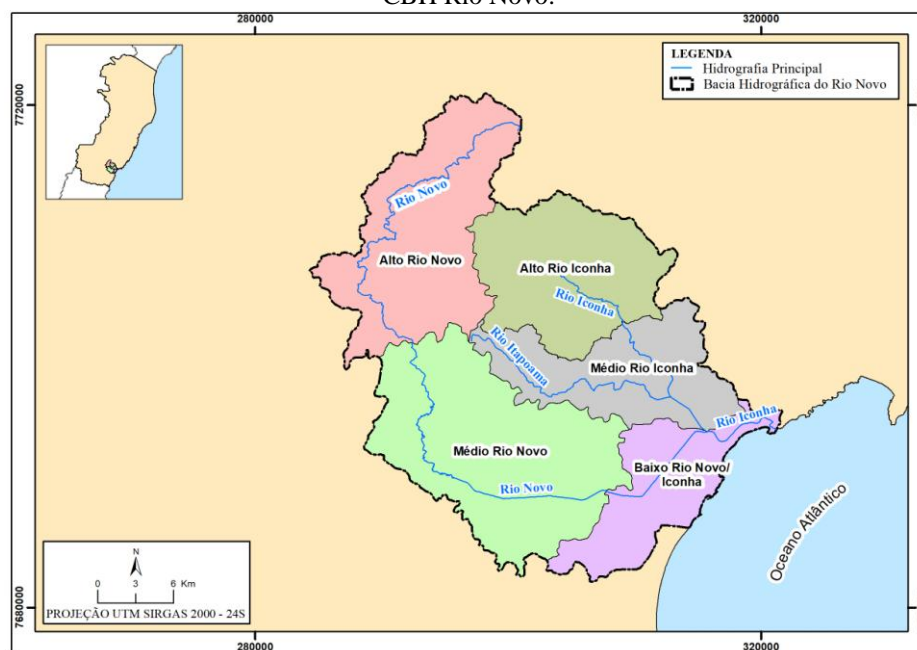 CBH Rio Novo.
280000
320000
7720000
LEGENDA
Hidrografia Principal
Bacia Hidrográfica do Rio Novo
Rio Novo
Alto Rio Novo
Alto Rio Iconha
Rio Iconha
Rio Itapoama
Médio Rio Iconha
Rio Iconha
Médio Rio Novo
Baixo Rio Novo/
Iconha
Rio Novo
Oceano Atlântico
N
0 3 6 Km
PROJEÇÃO UTM SIRGAS 2000 - 24S
7680000
280000
320000